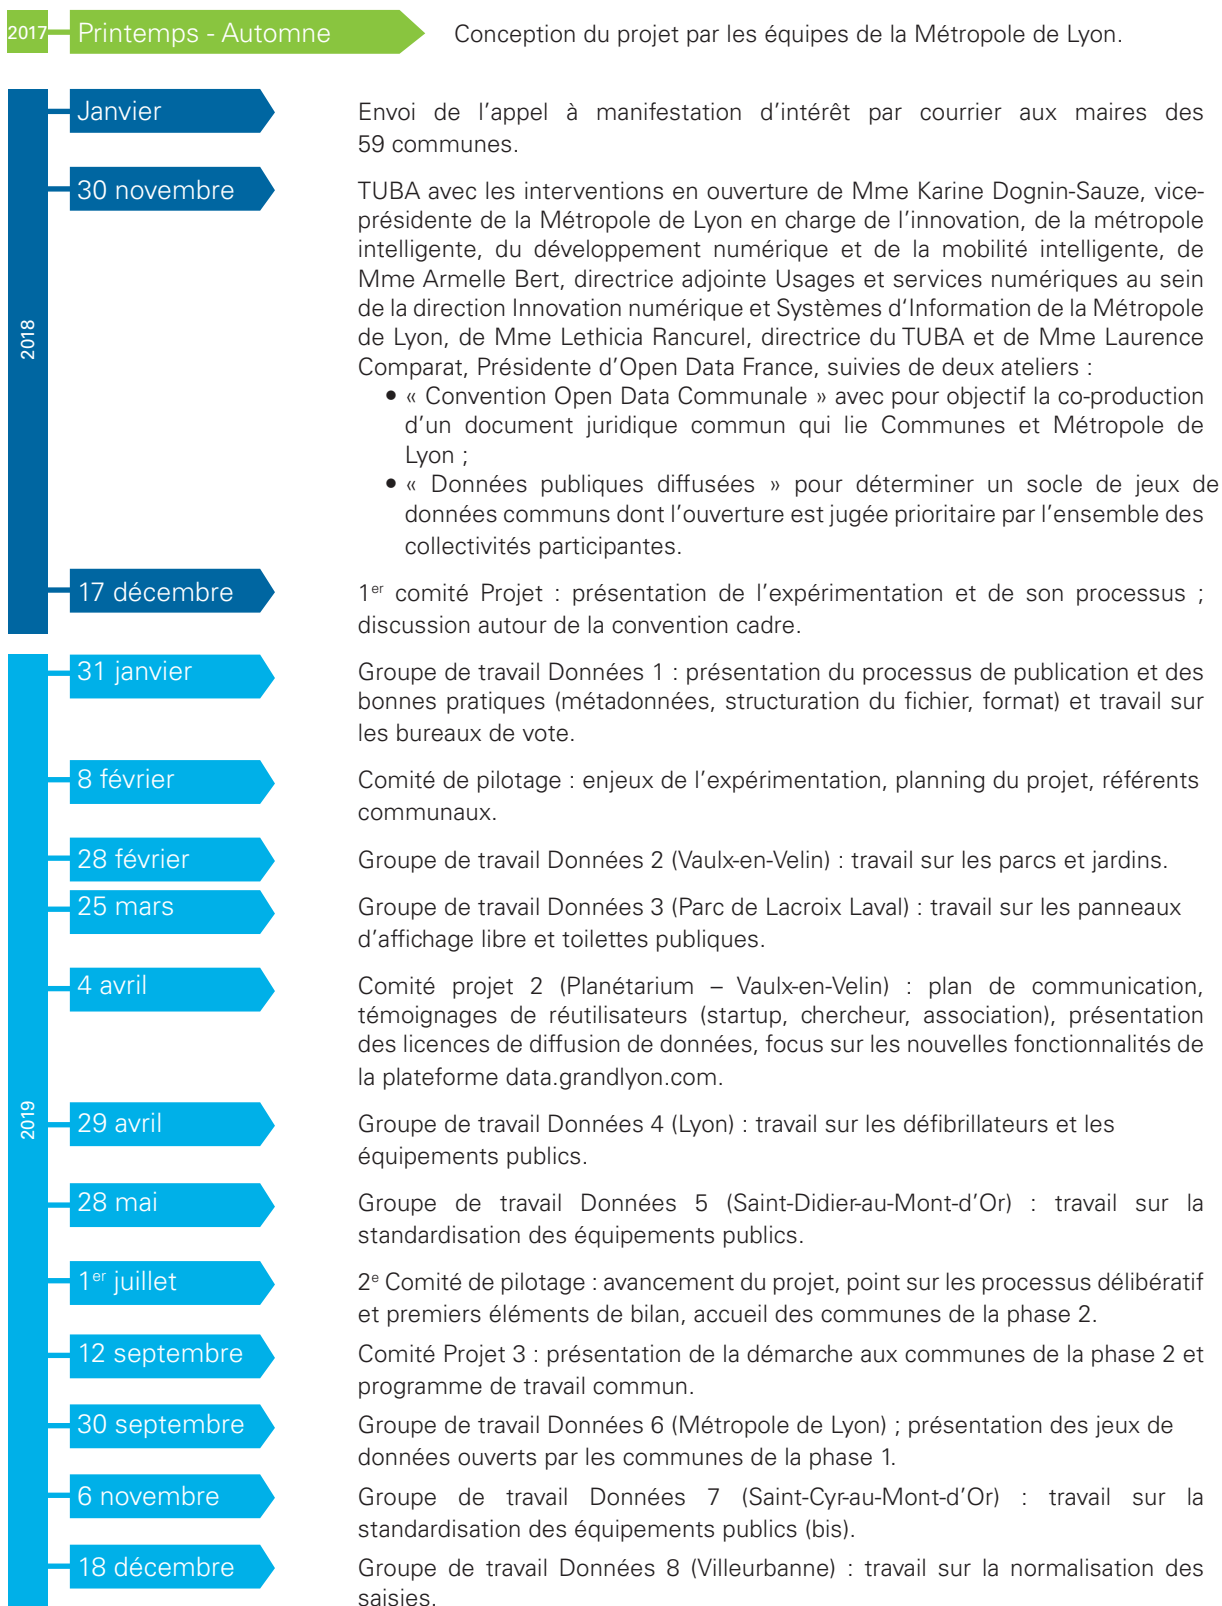 2017 Printemps - Automne Conception du projet par les équipes de la Métropole de Lyon.
2018
Janvier Envoi de l’appel à manifestation d’intérêt par courrier aux maires des
59 communes.
30 novembre TUBA avec les interventions en ouverture de Mme Karine Dognin-Sauze, vice-
présidente de la Métropole de Lyon en charge de l’innovation, de la métropole
intelligente, du développement numérique et de la mobilité intelligente, de
Mme Armelle Bert, directrice adjointe Usages et services numériques au sein
de la direction Innovation numérique et Systèmes d‘Information de la Métropole
de Lyon, de Mme Lethicia Rancurel, directrice du TUBA et de Mme Laurence
Comparat, Présidente d’Open Data France, suivies de deux ateliers :
• « Convention Open Data Communale » avec pour objectif la co-production
d’un document juridique commun qui lie Communes et Métropole de
Lyon ;
• « Données publiques diffusées » pour déterminer un socle de jeux de
données communs dont l’ouverture est jugée prioritaire par l’ensemble des
collectivités participantes.
17 décembre 1er comité Projet : présentation de l’expérimentation et de son processus ;
discussion autour de la convention cadre.
2019
31 janvier Groupe de travail Données 1 : présentation du processus de publication et des
bonnes pratiques (métadonnées, structuration du fichier, format) et travail sur
les bureaux de vote.
8 février Comité de pilotage : enjeux de l’expérimentation, planning du projet, référents
communaux.
28 février Groupe de travail Données 2 (Vaulx-en-Velin) : travail sur les parcs et jardins.
25 mars Groupe de travail Données 3 (Parc de Lacroix Laval) : travail sur les panneaux
d’affichage libre et toilettes publiques.
4 avril Comité projet 2 (Planétarium – Vaulx-en-Velin) : plan de communication,
témoignages de réutilisateurs (startup, chercheur, association), présentation
des licences de diffusion de données, focus sur les nouvelles fonctionnalités de
la plateforme data.grandlyon.com.
29 avril Groupe de travail Données 4 (Lyon) : travail sur les défibrillateurs et les
équipements publics.
28 mai Groupe de travail Données 5 (Saint-Didier-au-Mont-d’Or) : travail sur la
standardisation des équipements publics.
1er juillet 2e Comité de pilotage : avancement du projet, point sur les processus délibératif
et premiers éléments de bilan, accueil des communes de la phase 2.
12 septembre Comité Projet 3 : présentation de la démarche aux communes de la phase 2 et
programme de travail commun.
30 septembre Groupe de travail Données 6 (Métropole de Lyon) ; présentation des jeux de
données ouverts par les communes de la phase 1.
6 novembre Groupe de travail Données 7 (Saint-Cyr-au-Mont-d’Or) : travail sur la
standardisation des équipements publics (bis).
18 décembre Groupe de travail Données 8 (Villeurbanne) : travail sur la normalisation des
saisies.